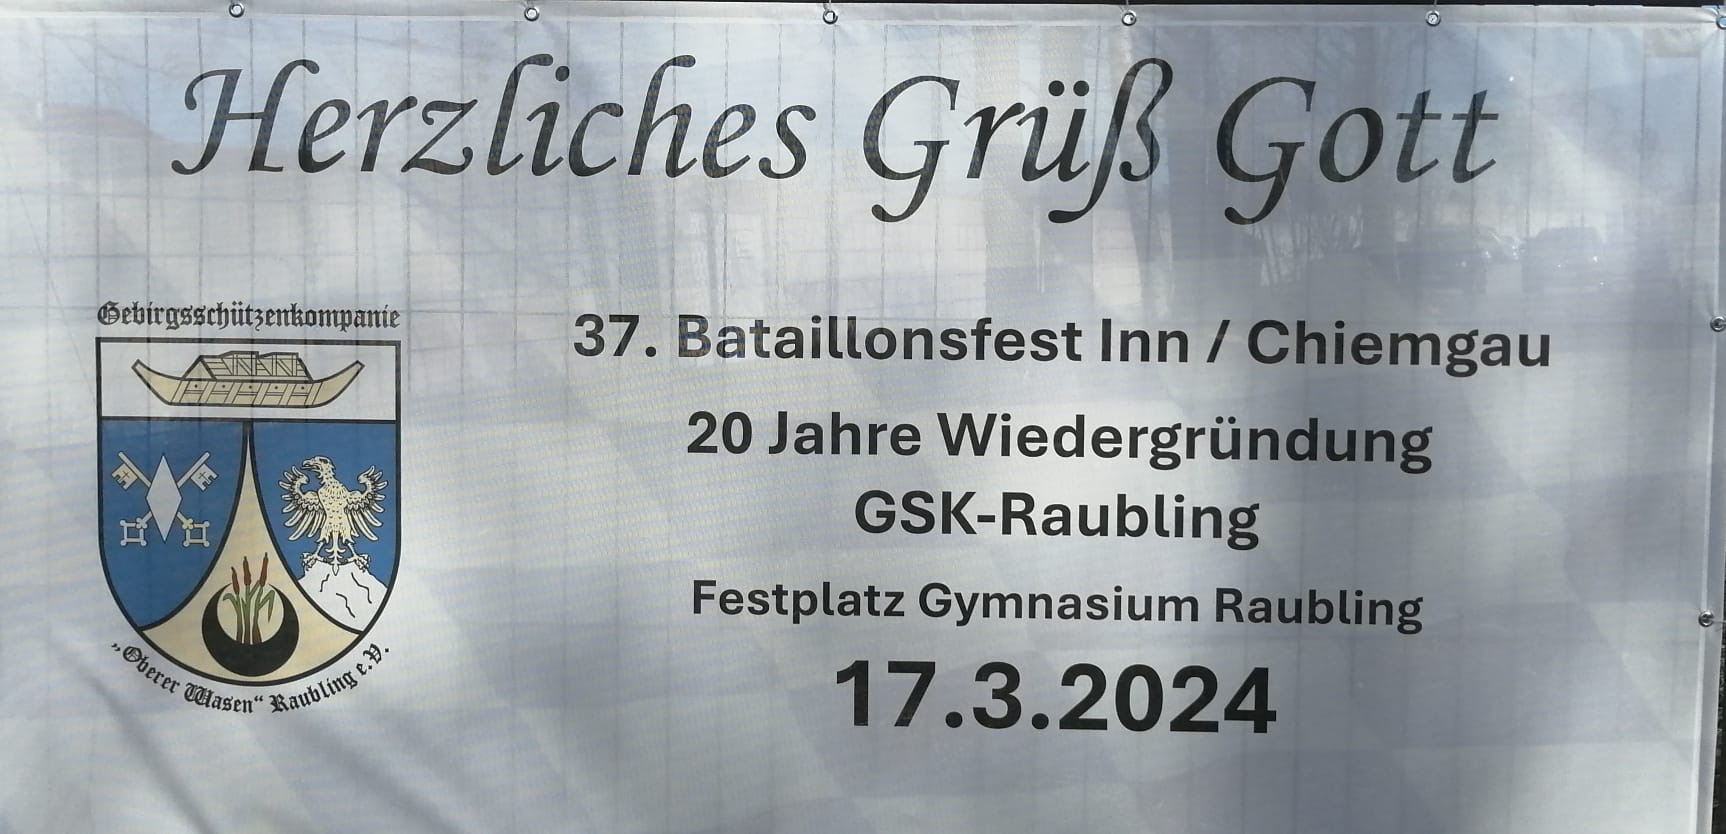 Herzliches Grüß Gott
Gebirgsschützenkompanie
„Oberer Wasen“ Raubling e.V.
37. Bataillonsfest Inn / Chiemgau
20 Jahre Wiedergründung
GSK-Raubling
Festplatz Gymnasium Raubling
17.3.2024